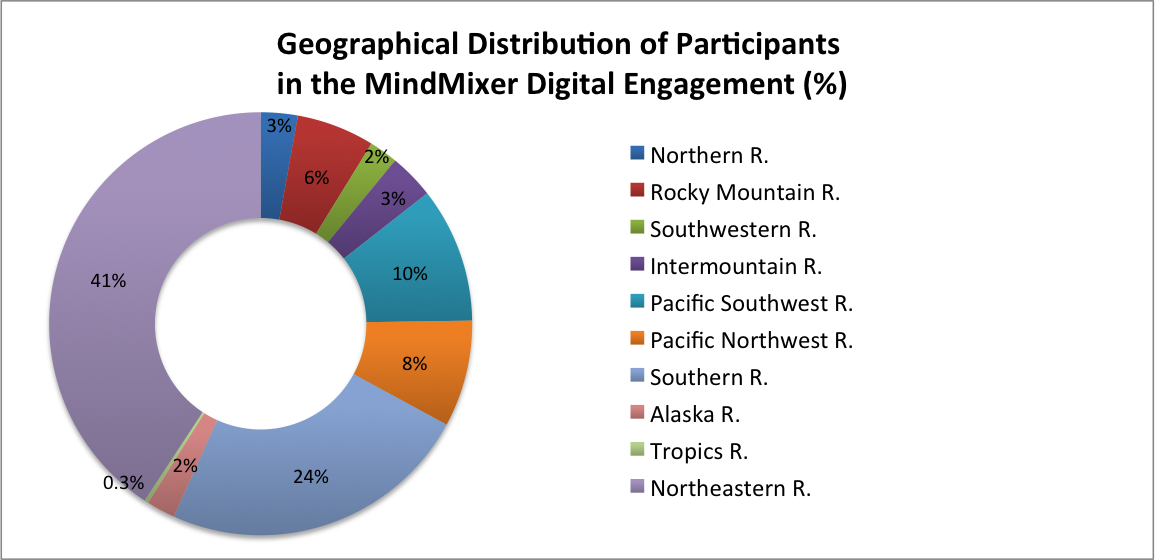 Geographical Distribution of Participants
in the MindMixer Digital Engagement (%)
3%
6%
2%
3%
10%
8%
24%
2%
0.3%
41%
Northern R.
Rocky Mountain R.
Southwestern R.
Intermountain R.
Pacific Southwest R.
Pacific Northwest R.
Southern R.
Alaska R.
Tropics R.
Northeastern R.